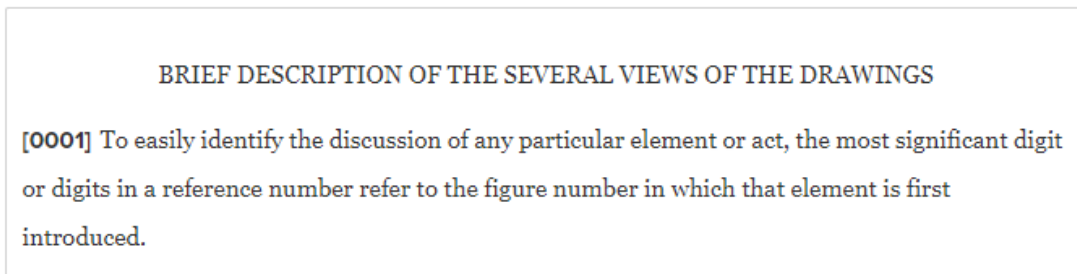 BRIEF DESCRIPTION OF THE SEVERAL VIEWS OF THE DRAWINGS
[0001] To easily identify the discussion of any particular element or act, the most significant digit
or digits in a reference number refer to the figure number in which that element is first
introduced.